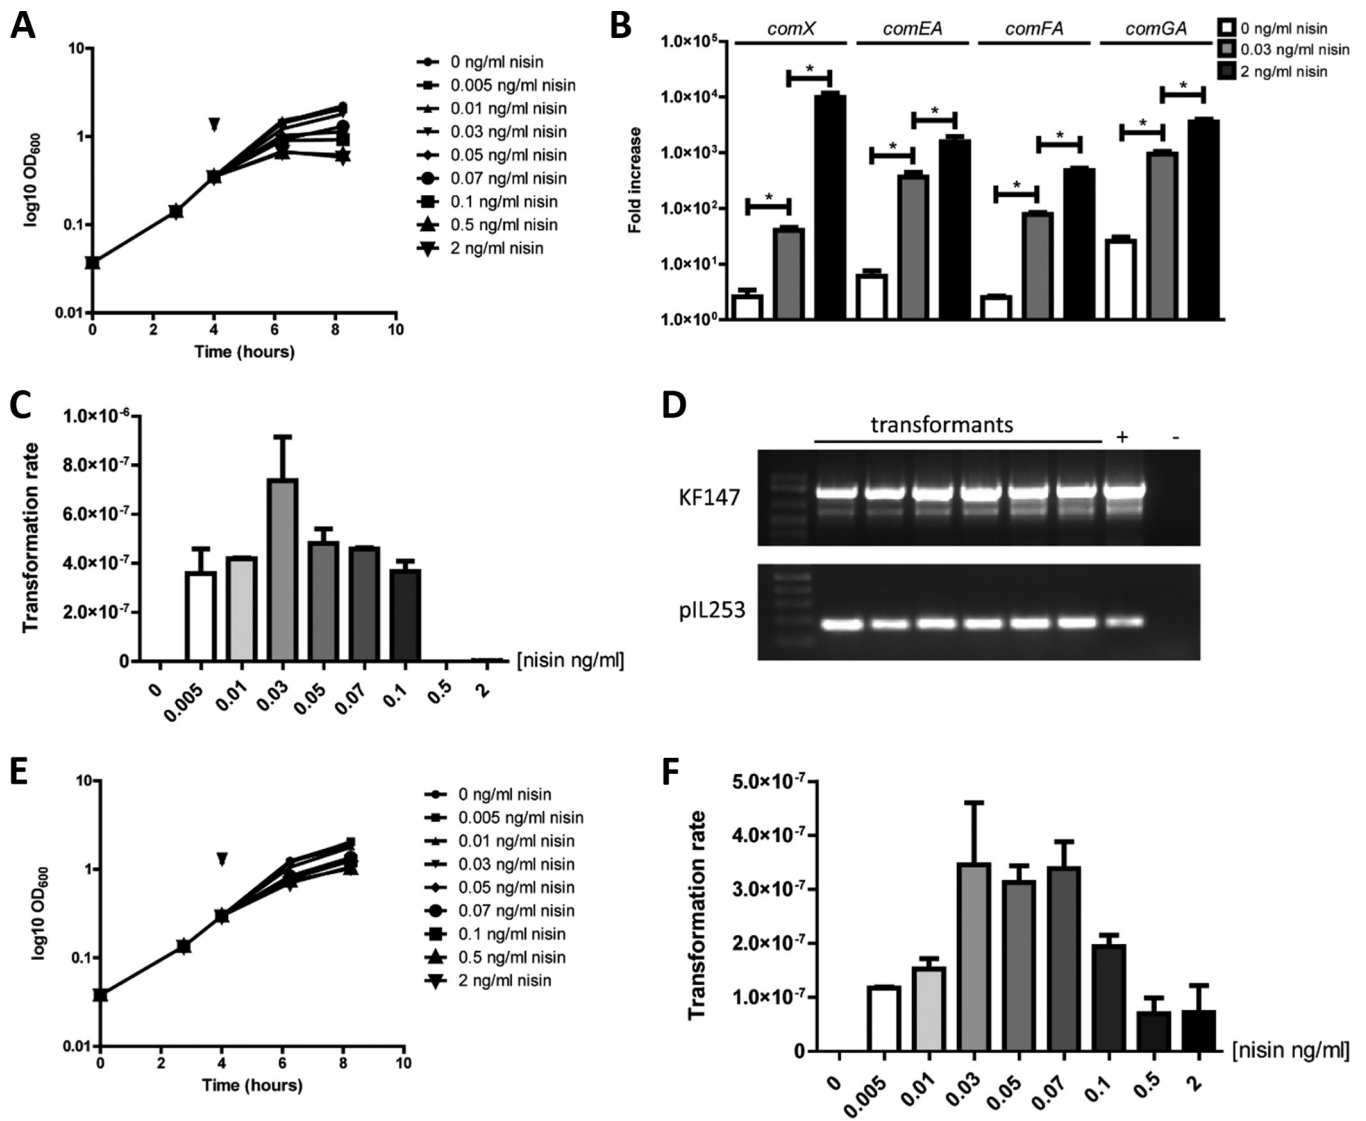 A
10
1
0.1
0.01
log10 OD600
0 2 4 6 8 10
Time (hours)
0 ng/ml nisin
0.005 ng/ml nisin
0.01 ng/ml nisin
0.03 ng/ml nisin
0.05 ng/ml nisin
0.07 ng/ml nisin
0.1 ng/ml nisin
0.5 ng/ml nisin
2 ng/ml nisin
B
comX comEA comFA comGA
0 ng/ml nisin
0.03 ng/ml nisin
2 ng/ml nisin
1.0×10^5
1.0×10^4
1.0×10^3
1.0×10^2
1.0×10^1
1.0×10^0
Fold increase
* * * * * * * *
C
1.0×10^-6
8.0×10^-7
6.0×10^-7
4.0×10^-7
2.0×10^-7
0
Transformation rate
[nisin ng/ml]
0 0.005 0.01 0.03 0.05 0.07 0.1 0.5 2
D
transformants + -
KF147
pIL253
E
10
1
0.1
0.01
log10 OD600
0 2 4 6 8 10
Time (hours)
0 ng/ml nisin
0.005 ng/ml nisin
0.01 ng/ml nisin
0.03 ng/ml nisin
0.05 ng/ml nisin
0.07 ng/ml nisin
0.1 ng/ml nisin
0.5 ng/ml nisin
2 ng/ml nisin
F
5.0×10^-7
4.0×10^-7
3.0×10^-7
2.0×10^-7
1.0×10^-7
0
Transformation rate
[nisin ng/ml]
0 0.005 0.01 0.03 0.05 0.07 0.1 0.5 2